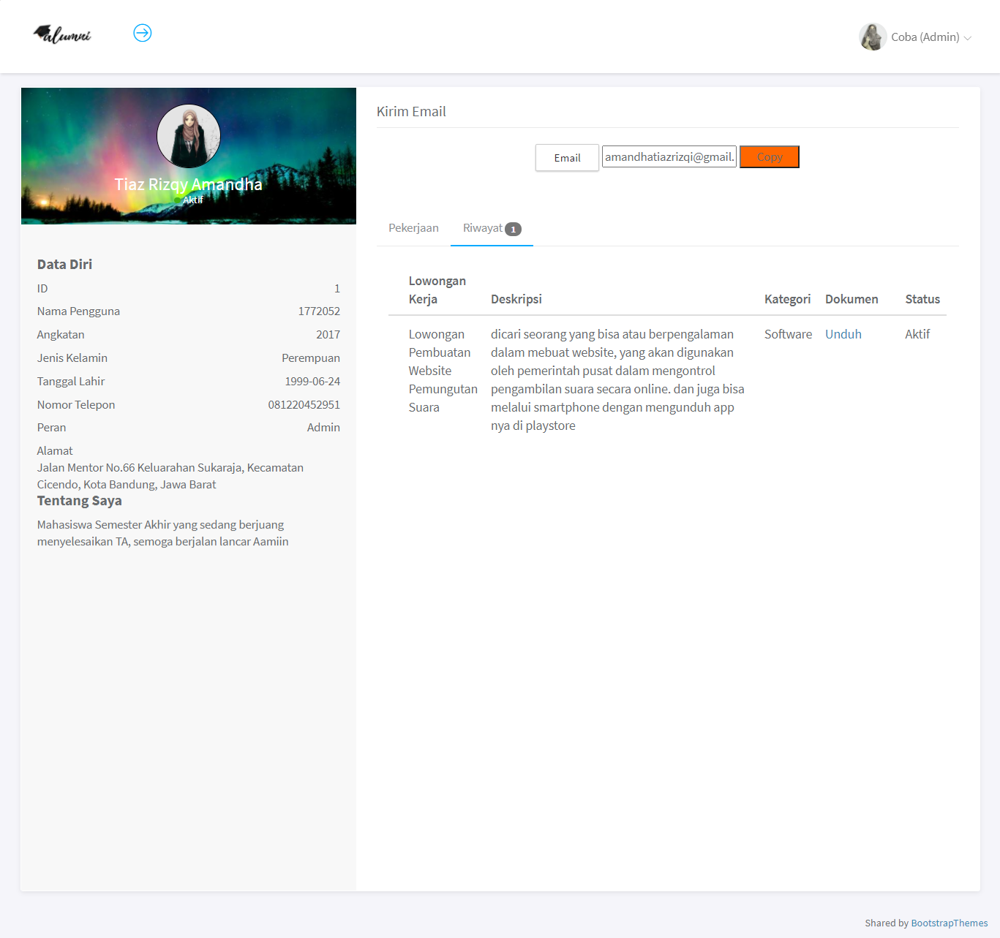 alumni
Coba (Admin)
Tiaz Rizqy Amandha
Aktif
Data Diri
ID 1
Nama Pengguna 1772052
Angkatan 2017
Jenis Kelamin Perempuan
Tanggal Lahir 1999-06-24
Nomor Telepon 081220452951
Peran Admin
Alamat
Jalan Mentor No.66 Keluarahan Sukaraja, Kecamatan
Cicendo, Kota Bandung, Jawa Barat
Tentang Saya
Mahasiswa Semester Akhir yang sedang berjuang
menyelesaikan TA, semoga berjalan lancar Aamiin
Kirim Email
Email amandhatiazrizqi@gmail. Copy
Pekerjaan Riwayat 1
Lowongan
Kerja Deskripsi Kategori Dokumen Status
Lowongan dicari seorang yang bisa atau berpengalaman Software Unduh Aktif
Pembuatan dalam mebuat website, yang akan digunakan
Website oleh pemerintah pusat dalam mengontrol
Pemungutan pengambilan suara secara online. dan juga bisa
Suara melalui smartphone dengan mengunduh app
nya di playstore
Shared by BootstrapThemes